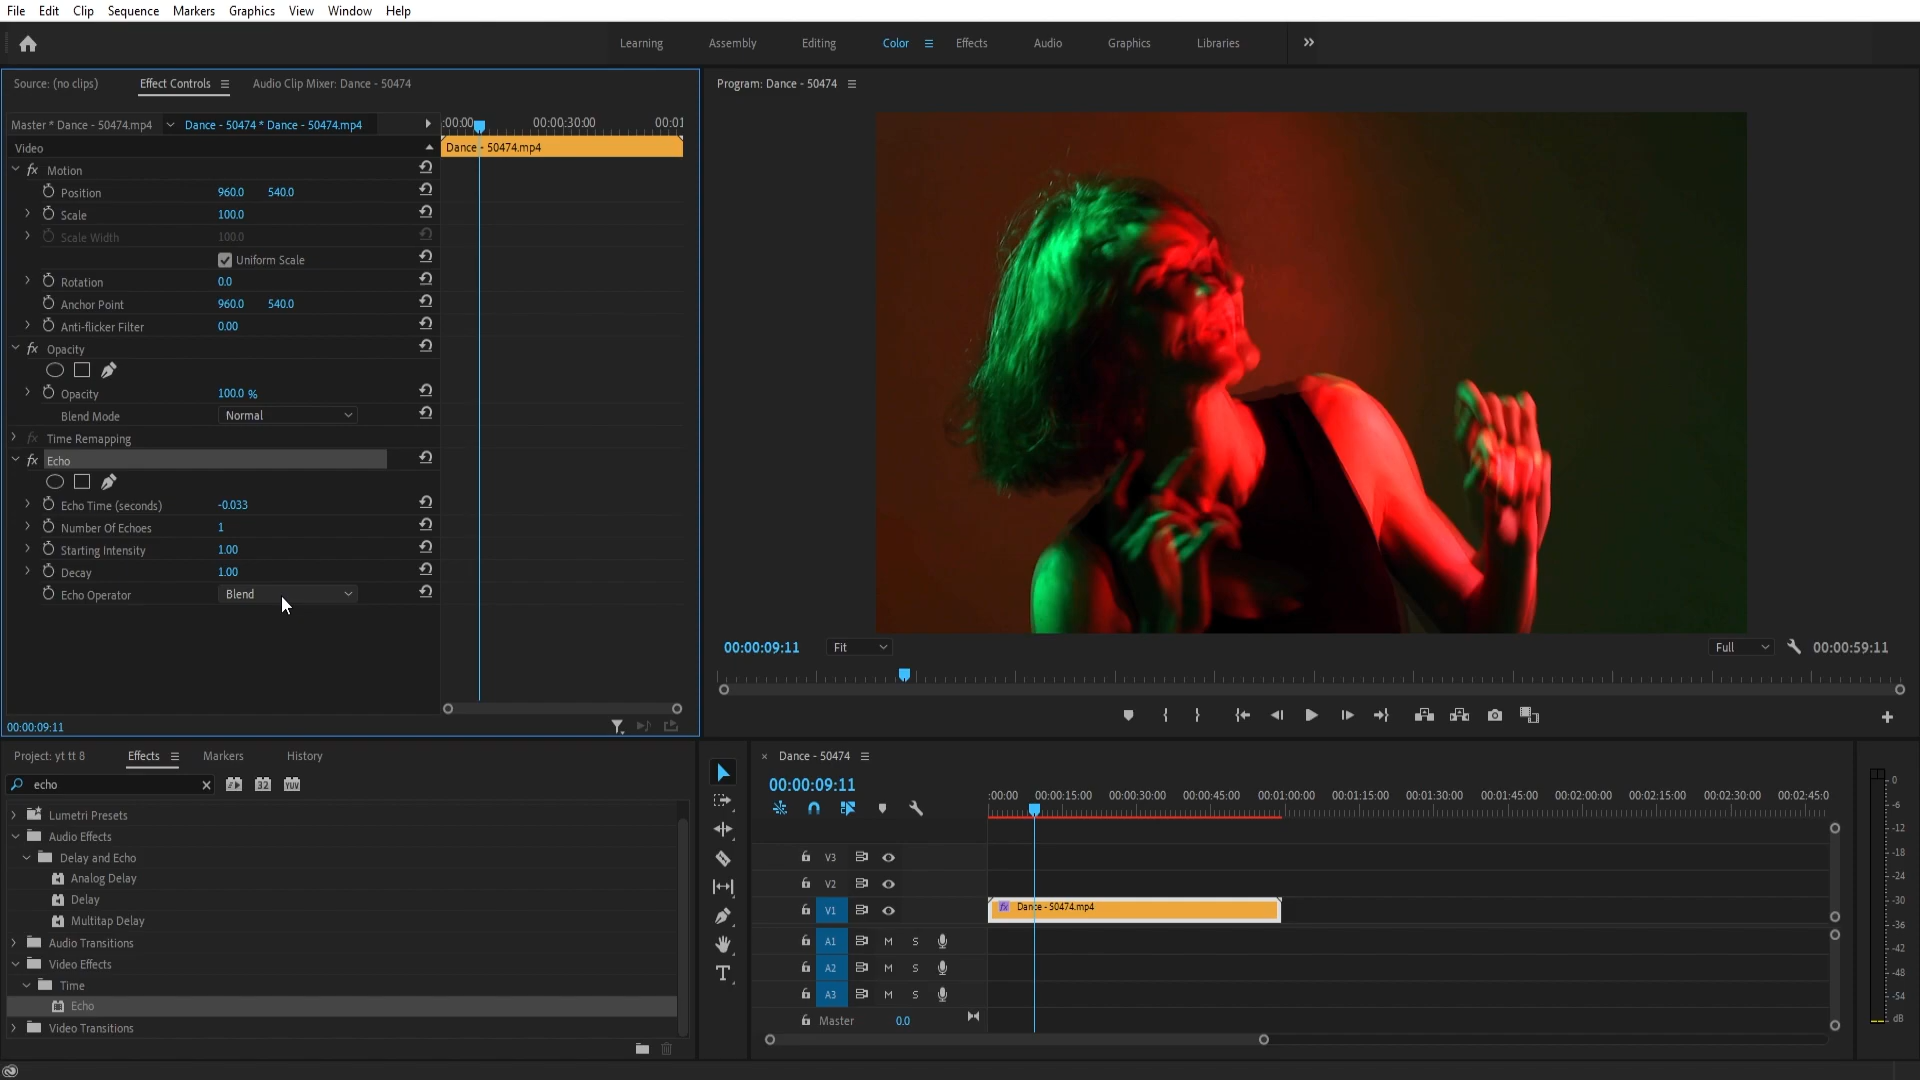 File Edit Clip Sequence Markers Graphics View Window Help
Learning Assembly Editing Color Effects Audio Graphics Libraries
Source: (no clips) Effect Controls Audio Clip Mixer: Dance - 50474
Master * Dance - 50474.mp4 Dance - 50474 * Dance - 50474.mp4
:00:00 00:00:30:00 00:01
Video
Dance - 50474.mp4
fx Motion
Position 960.0 540.0
Scale 100.0
Scale Width 100.0
Uniform Scale
Rotation 0.0
Anchor Point 960.0 540.0
Anti-flicker Filter 0.00
fx Opacity
Opacity 100.0 %
Blend Mode Normal
fx Time Remapping
fx Echo
Echo Time (seconds) -0.033
Number Of Echoes 1
Starting Intensity 1.00
Decay 1.00
Echo Operator Blend
00:00:09:11
Program: Dance - 50474
00:00:09:11 Fit Full 00:00:59:11
Project: yt tt 8 Effects Markers History
echo 32 YUV
Lumetri Presets
Audio Effects
Delay and Echo
Analog Delay
Delay
Multitap Delay
Audio Transitions
Video Effects
Time
Echo
Video Transitions
× Dance - 50474
00:00:09:11
:00:00 00:00:15:00 00:00:30:00 00:00:45:00 00:01:00:00 00:01:15:00 00:01:30:00 00:01:45:00 00:02:00:00 00:02:15:00 00:02:30:00 00:02:45:0
V3
V2
V1 fx Dance - 50474.mp4
A1 M S
A2 M S
A3 M S
Master 0.0
0
-6
-12
-18
-24
-30
-36
-42
-48
-54
dB